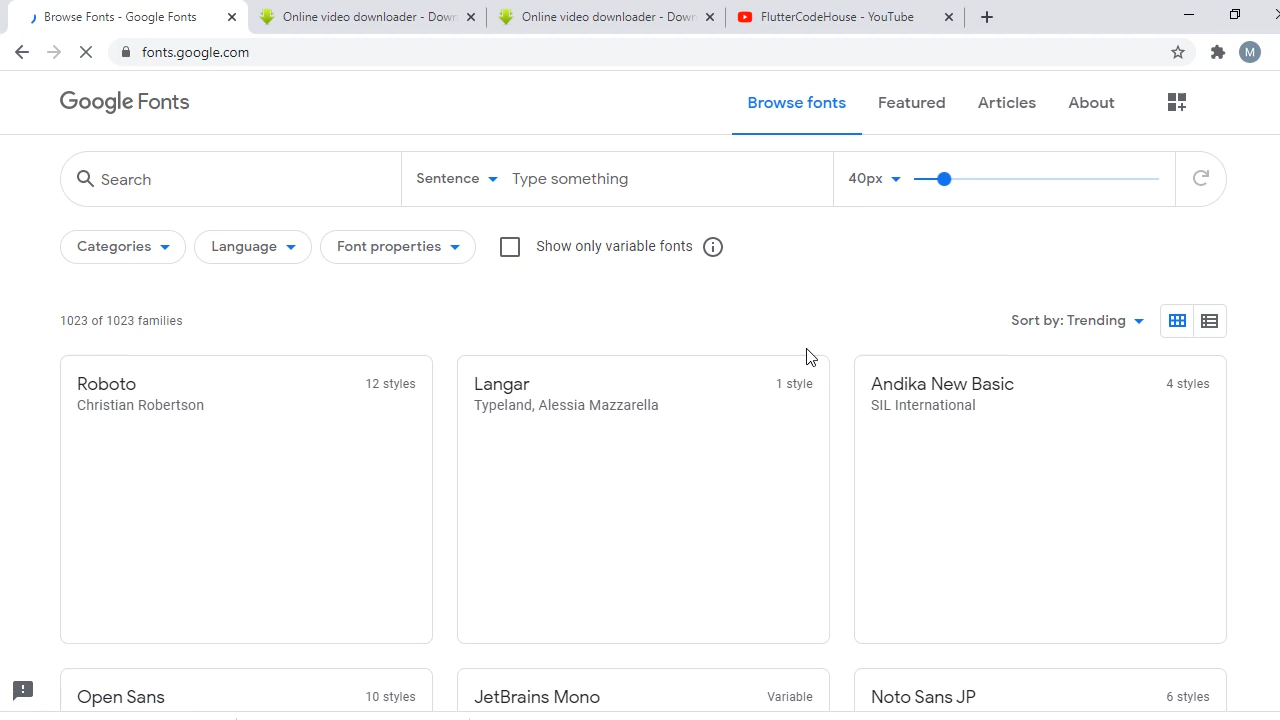 Browse Fonts - Google Fonts
Online video downloader - Down
Online video downloader - Down
FlutterCodeHouse - YouTube
fonts.google.com
M
Google Fonts
Browse fonts
Featured
Articles
About
Search
Sentence
Type something
40px
Categories
Language
Font properties
Show only variable fonts
1023 of 1023 families
Sort by: Trending
Roboto
12 styles
Christian Robertson
Langar
1 style
Typeland, Alessia Mazzarella
Andika New Basic
4 styles
SIL International
Open Sans
10 styles
JetBrains Mono
Variable
Noto Sans JP
6 styles